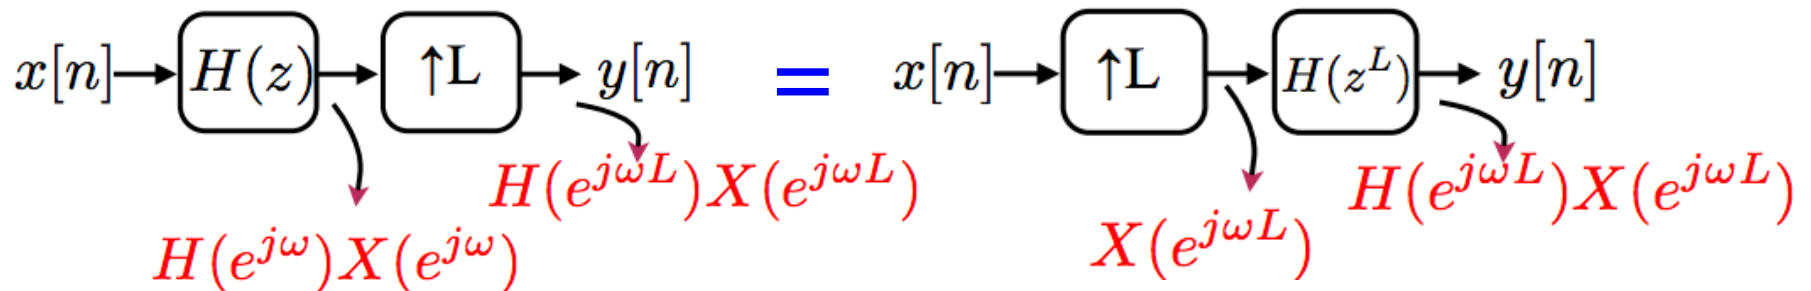 x[n] H(z) ↑L y[n] = x[n] ↑L H(z^L) y[n]
H(e^{jωL})X(e^{jωL}) H(e^{jωL})X(e^{jωL})
H(e^{jω})X(e^{jω}) X(e^{jωL})